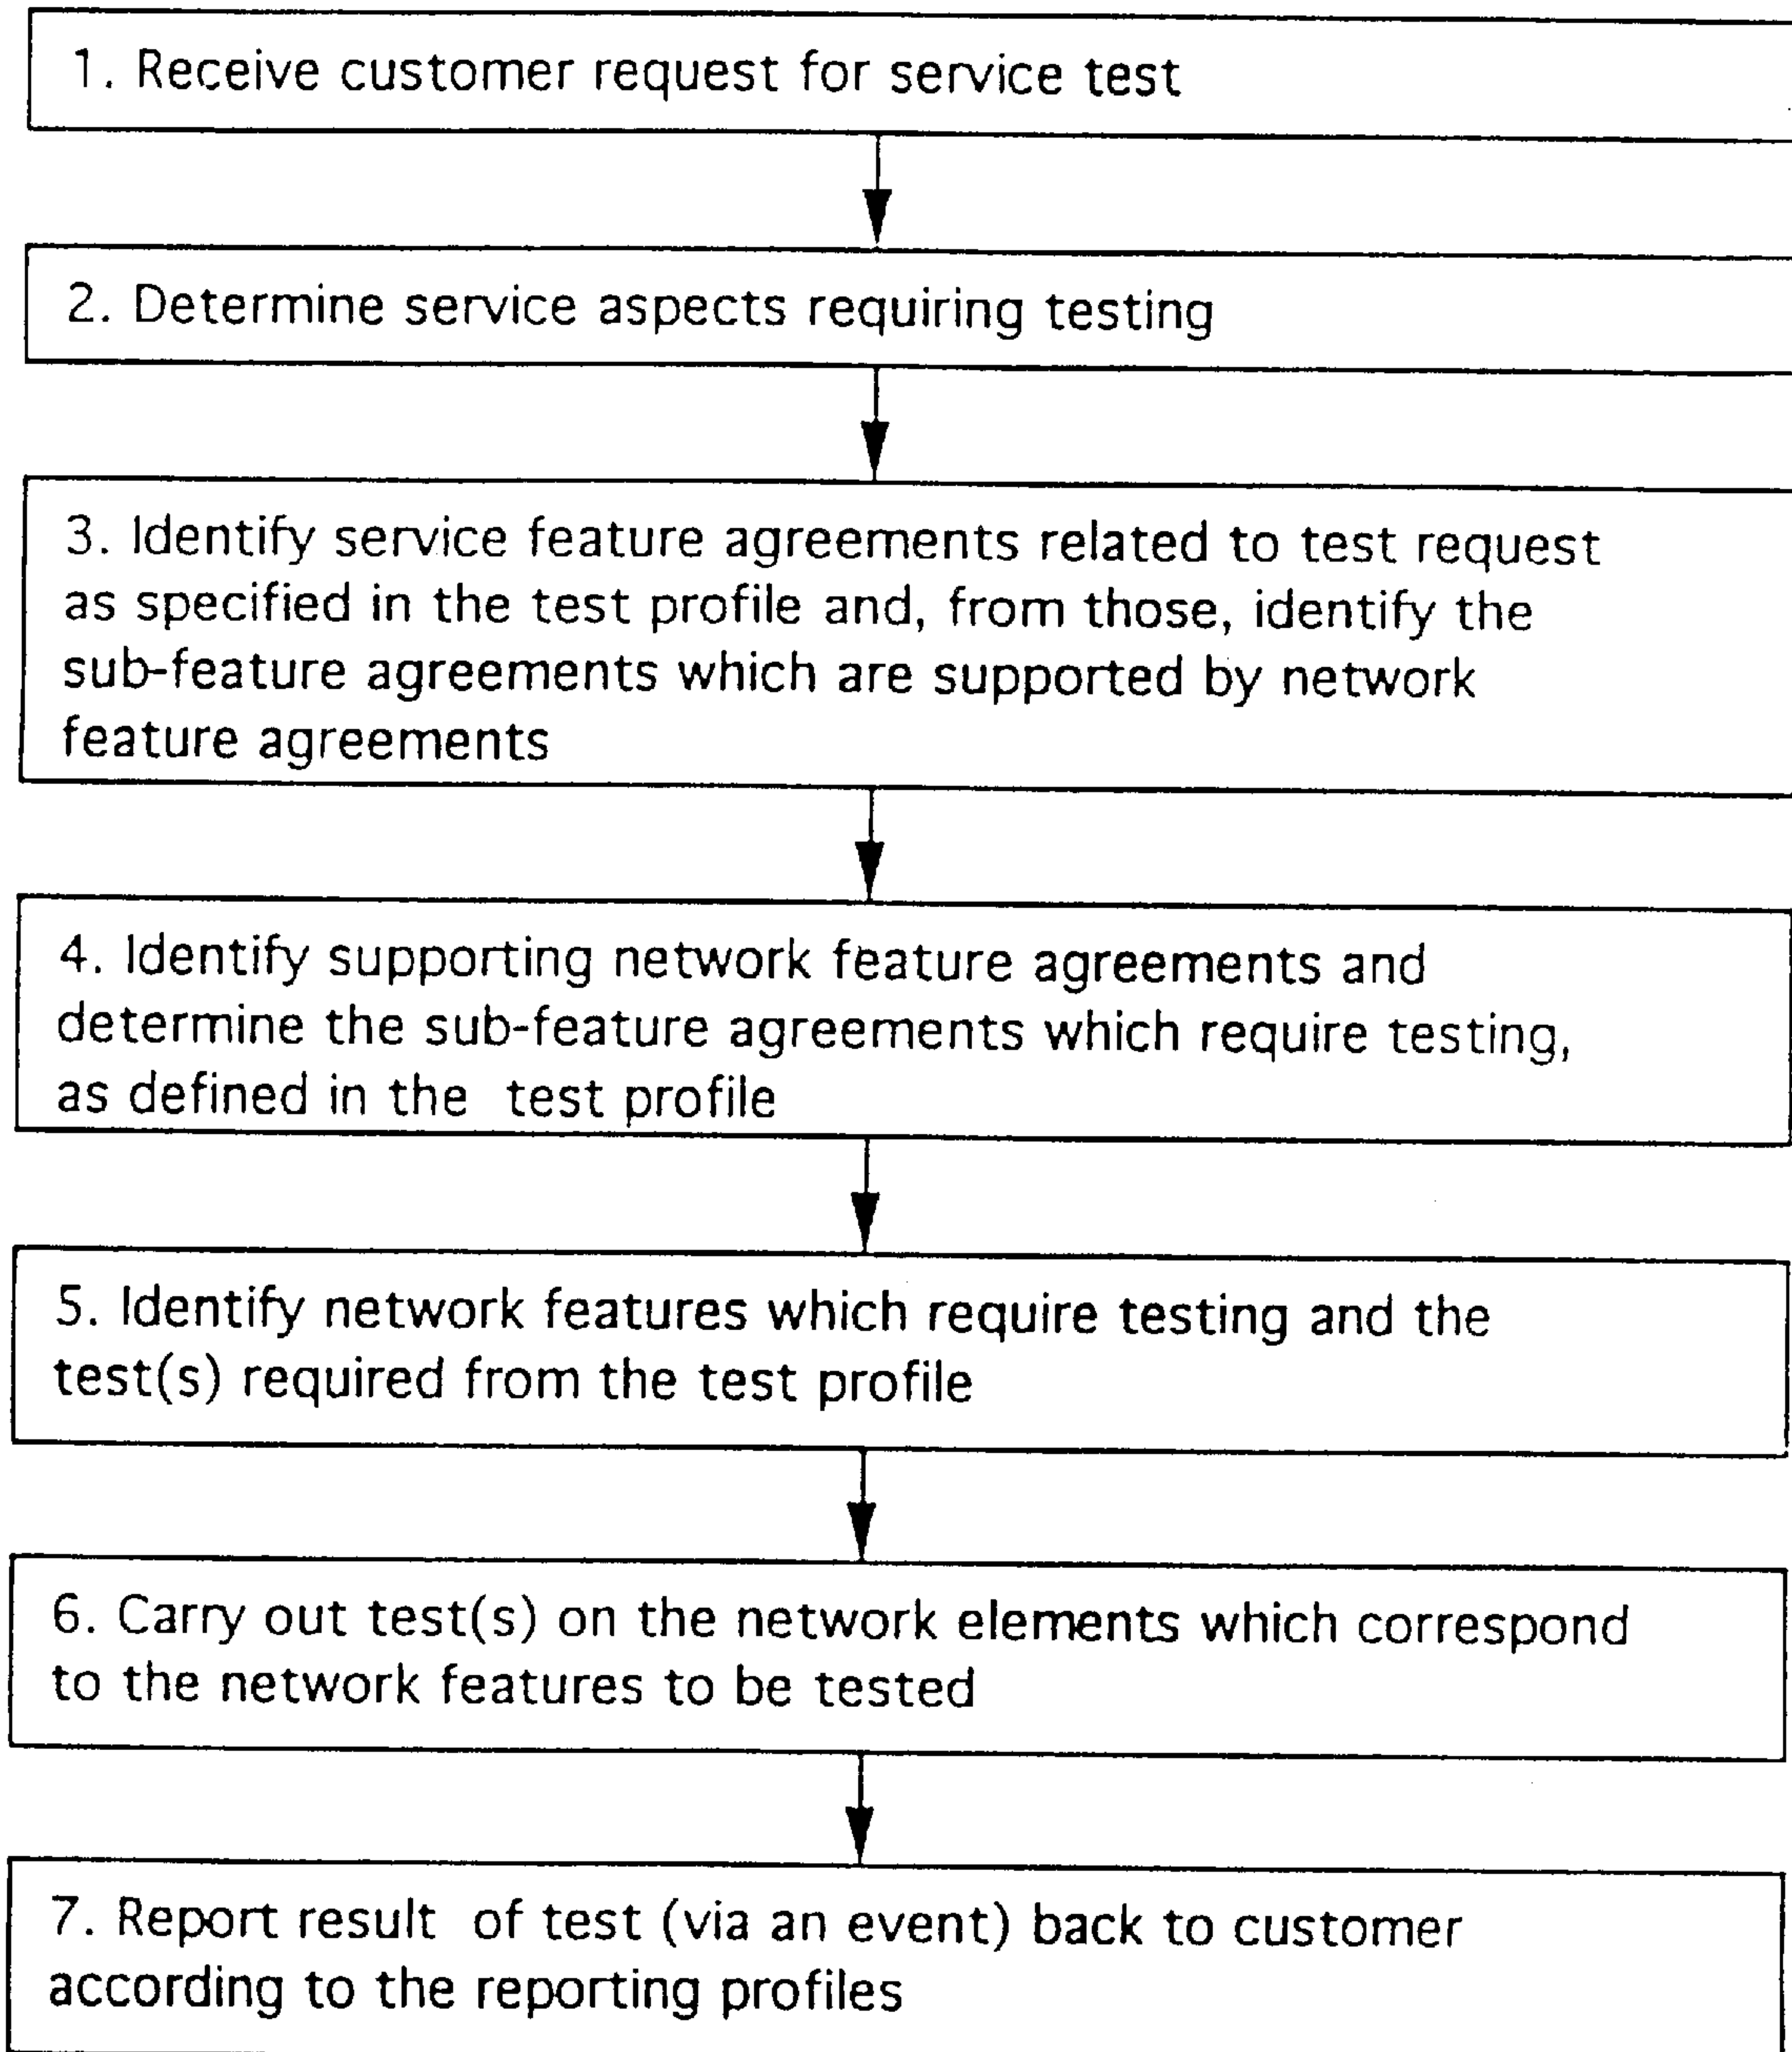 1. Receive customer request for service test
2. Determine service aspects requiring testing
3. Identify service feature agreements related to test request
as specified in the test profile and, from those, identify the
sub-feature agreements which are supported by network
feature agreements
4. Identify supporting network feature agreements and
determine the sub-feature agreements which require testing,
as defined in the test profile
5. Identify network features which require testing and the
test(s) required from the test profile
6. Carry out test(s) on the network elements which correspond
to the network features to be tested
7. Report result of test (via an event) back to customer
according to the reporting profiles